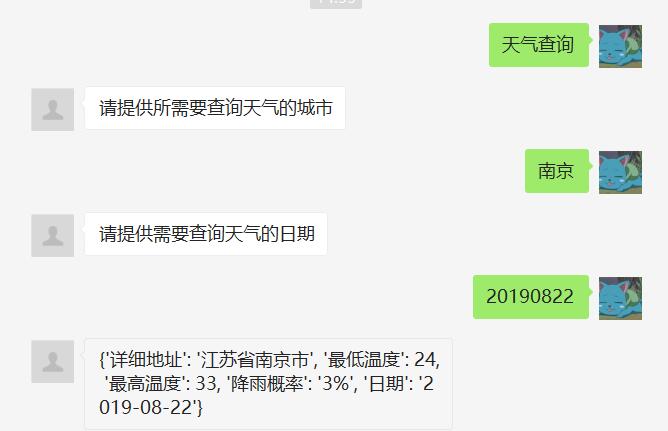 天气查询
请提供所需要查询天气的城市
南京
请提供需要查询天气的日期
20190822
{'详细地址': '江苏省南京市', '最低温度': 24,
'最高温度': 33, '降雨概率': '3%', '日期': '2
019-08-22'}